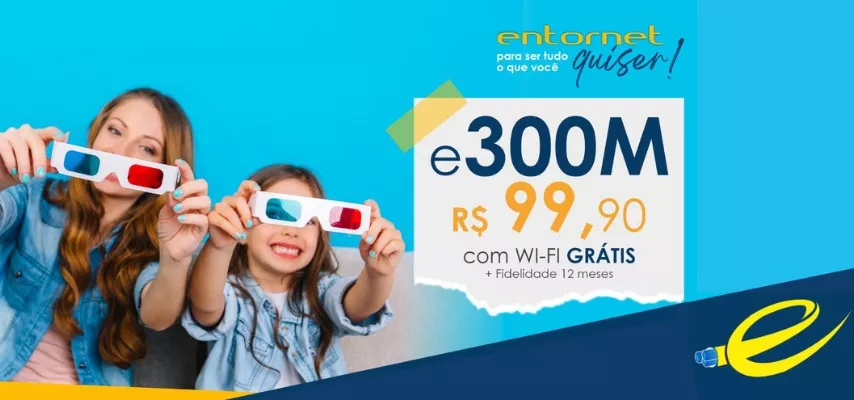 entornet
para ser tudo
o que você quiser!
e300M
R$ 99,90
com WI-FI GRÁTIS
+ Fidelidade 12 meses